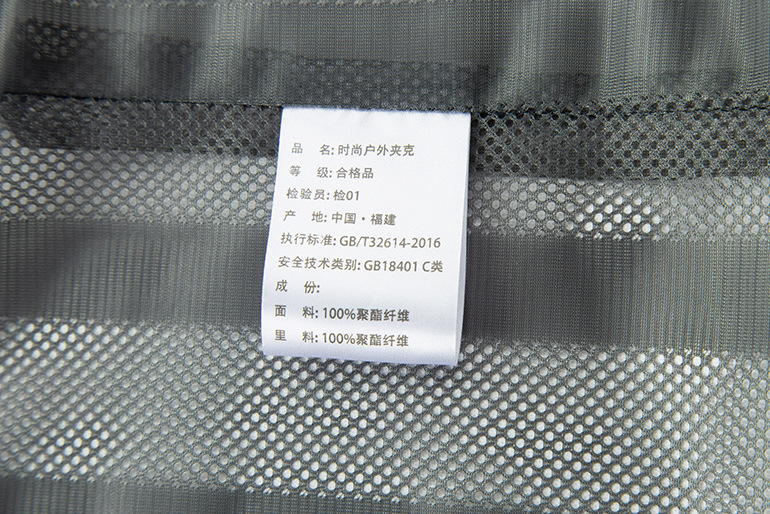 品 名: 时尚户外夹克
等 级: 合格品
检验员: 检01
产 地: 中国·福建
执行标准: GB/T32614-2016
安全技术类别: GB18401 C类
成 份:
面 料: 100%聚酯纤维
里 料: 100%聚酯纤维